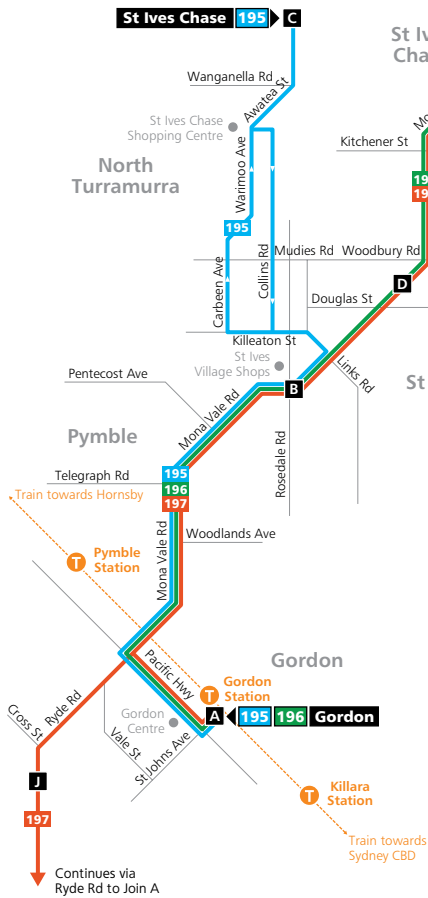 St Ives Chase 195 C
St Iv
Cha
Wanganella Rd
Awatea St
St Ives Chase
Shopping Centre
Mo
Kitchener St
North
Turramurra
Warimoo Ave
19
19
195
Mudies Rd
Woodbury Rd
Carbeen Ave
Collins Rd
D
Douglas St
Killeaton St
St Ives
Village Shops
Links Rd
Pentecost Ave
B
St
Mona Vale Rd
Pymble
Rosedale Rd
Telegraph Rd
195
196
197
Train towards Hornsby
Woodlands Ave
Mona Vale Rd
T
Pymble
Station
Pacific Hwy
Gordon
T
Gordon
Station
A 195 196 Gordon
Ryde Rd
Cross St
Gordon
Centre
Vale St
St Johns Ave
J
T
Killara
Station
197
Train towards
Sydney CBD
Continues via
Ryde Rd to Join A